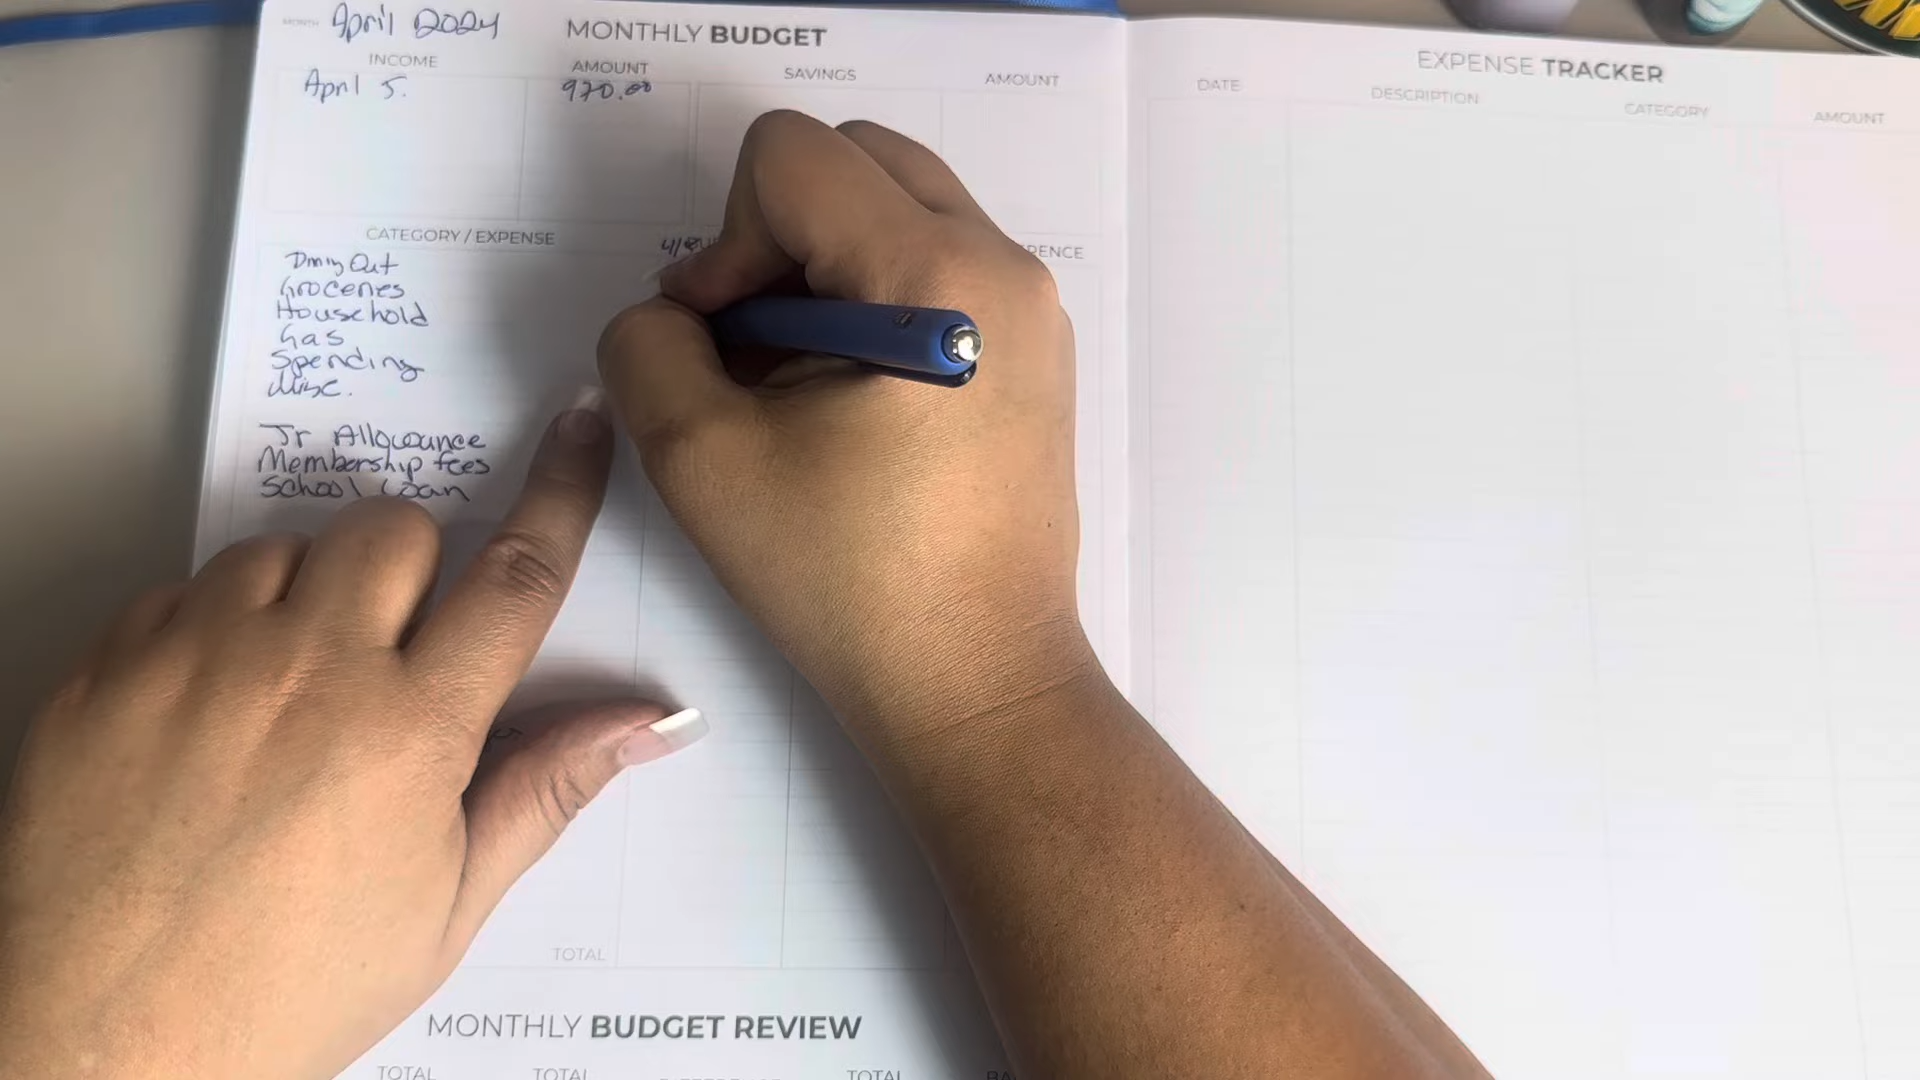 MONTH April 2024
MONTHLY BUDGET
INCOME AMOUNT SAVINGS AMOUNT
April 5. 970.00
CATEGORY / EXPENSE 4/
Dining Out
Groceries
Household
Gas
Spending
Misc.
Jr Allowance
Membership fees
School Loan
TOTAL
MONTHLY BUDGET REVIEW
TOTAL TOTAL TOTAL
EXPENSE TRACKER
DATE DESCRIPTION CATEGORY AMOUNT